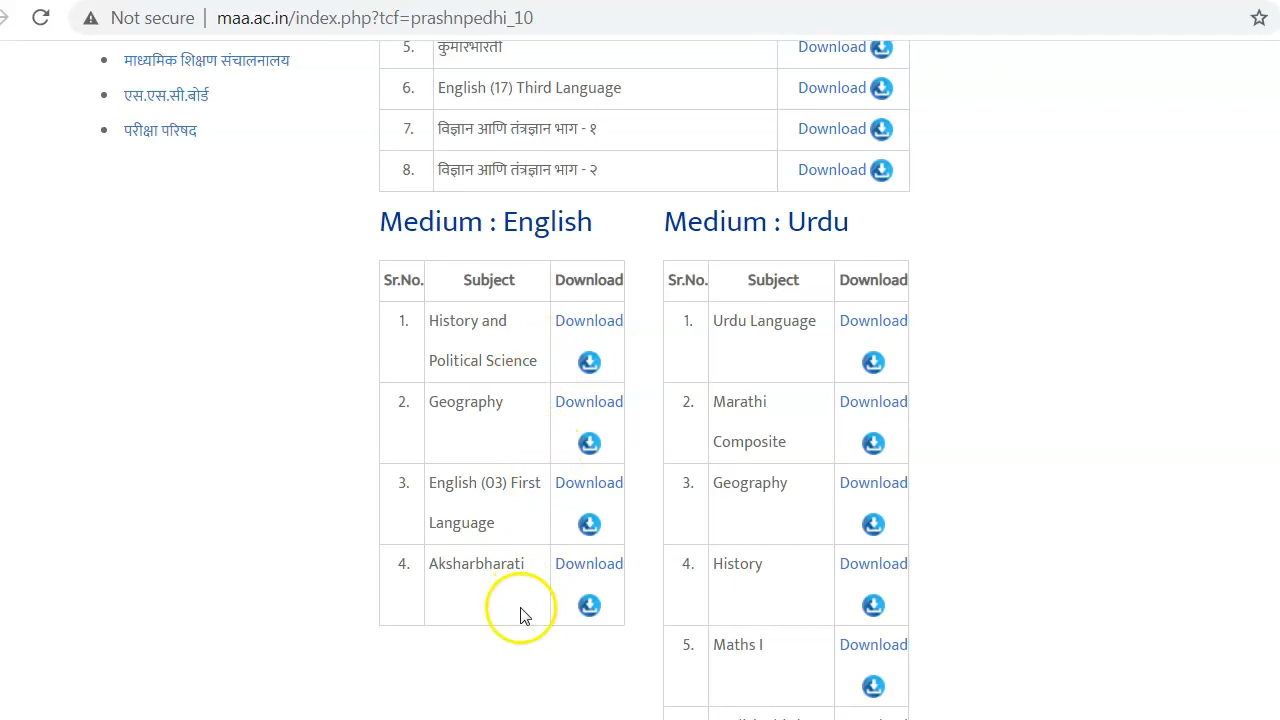 Not secure
maa.ac.in/index.php?tcf=prashnpedhi_10
माध्यमिक शिक्षण संचालनालय
एस.एस.सी.बोर्ड
परीक्षा परिषद
5. कुमारभारती Download
6. English (17) Third Language Download
7. विज्ञान आणि तंत्रज्ञान भाग - १ Download
8. विज्ञान आणि तंत्रज्ञान भाग - २ Download
Medium : English
Sr.No. Subject Download
1. History and Download
Political Science
2. Geography Download
3. English (03) First Download
Language
4. Aksharbharati Download
Medium : Urdu
Sr.No. Subject Download
1. Urdu Language Download
2. Marathi Download
Composite
3. Geography Download
4. History Download
5. Maths I Download